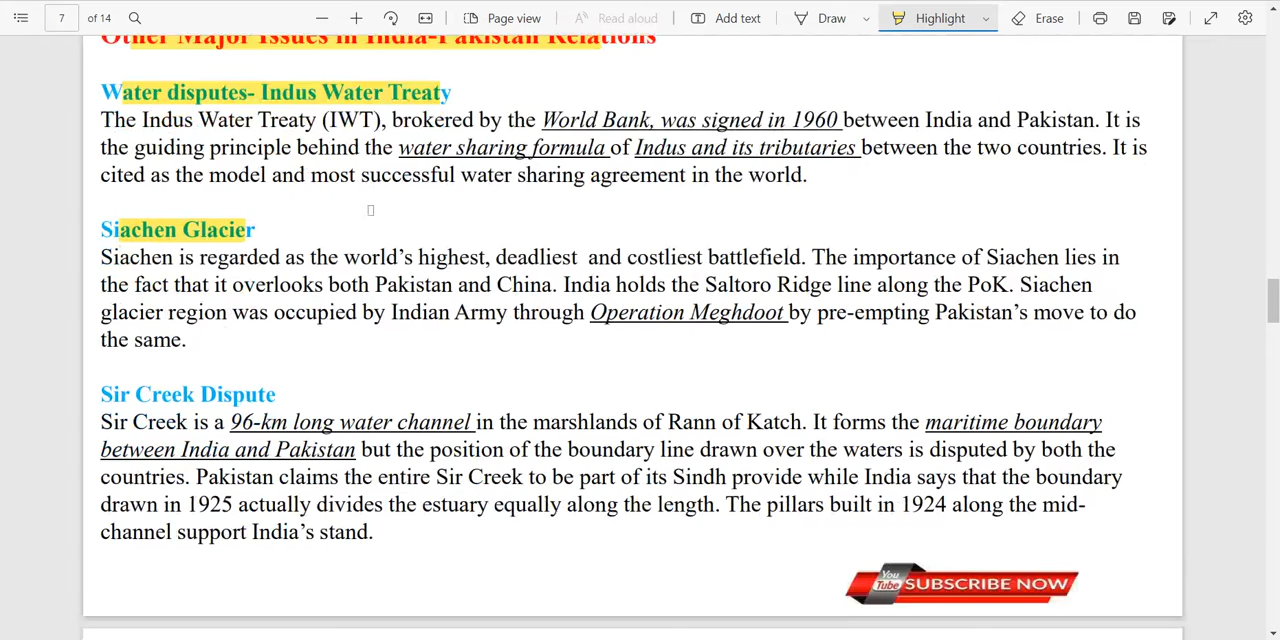 7 of 14 Page view Read aloud Add text Draw Highlight Erase
Other Major Issues in India-Pakistan Relations
Water disputes- Indus Water Treaty
The Indus Water Treaty (IWT), brokered by the World Bank, was signed in 1960 between India and Pakistan. It is
the guiding principle behind the water sharing formula of Indus and its tributaries between the two countries. It is
cited as the model and most successful water sharing agreement in the world.
Siachen Glacier
Siachen is regarded as the world's highest, deadliest and costliest battlefield. The importance of Siachen lies in
the fact that it overlooks both Pakistan and China. India holds the Saltoro Ridge line along the PoK. Siachen
glacier region was occupied by Indian Army through Operation Meghdoot by pre-empting Pakistan's move to do
the same.
Sir Creek Dispute
Sir Creek is a 96-km long water channel in the marshlands of Rann of Katch. It forms the maritime boundary
between India and Pakistan but the position of the boundary line drawn over the waters is disputed by both the
countries. Pakistan claims the entire Sir Creek to be part of its Sindh provide while India says that the boundary
drawn in 1925 actually divides the estuary equally along the length. The pillars built in 1924 along the mid-
channel support India's stand.
You Tube SUBSCRIBE NOW